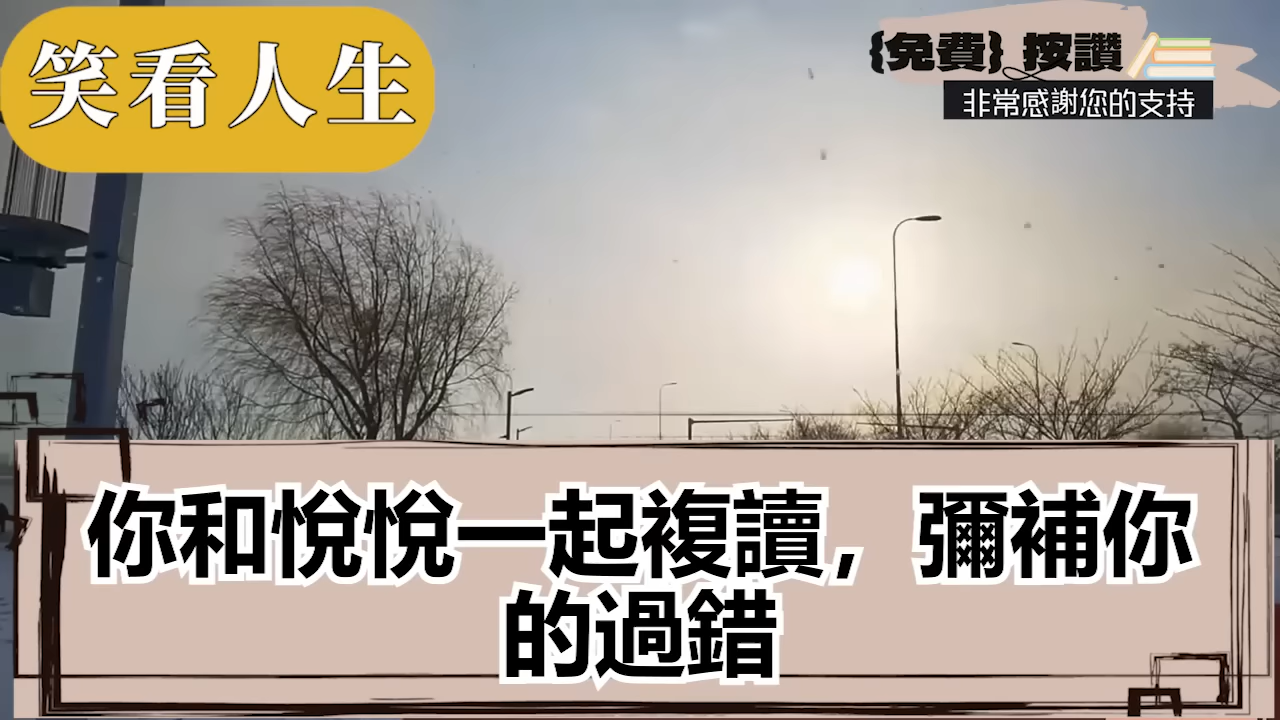 笑看人生
{免費} 按讚
非常感謝您的支持
你和悅悅一起複讀，彌補你
的過錯